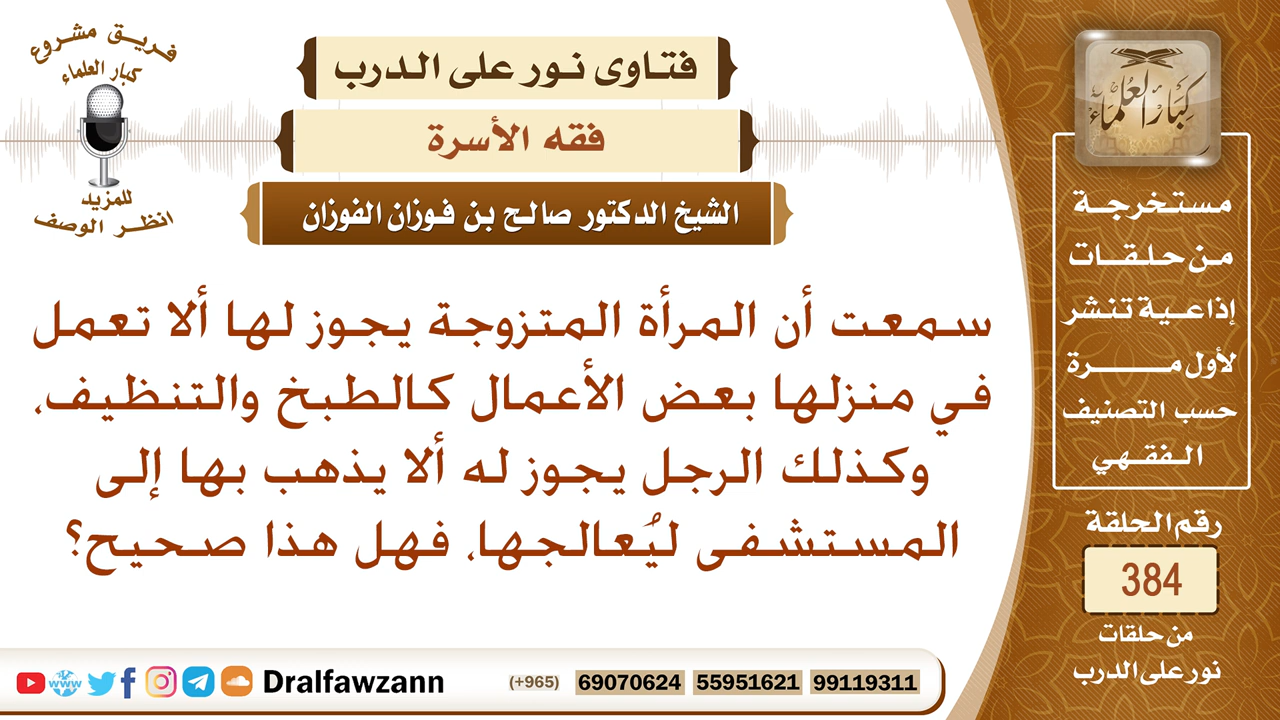 فريق مشروع
كبار العلماء
للمزيد
انظر الوصف
فتاوى نور على الدرب
فقه الأسرة
الشيخ الدكتور صالح بن فوزان الفوزان
سمعت أن المرأة المتزوجة يجوز لها ألا تعمل
في منزلها بعض الأعمال كالطبخ والتنظيف،
وكذلك الرجل يجوز له ألا يذهب بها إلى
المستشفى ليُعالجها، فهل هذا صحيح؟
كبار العلماء
مستخرجة
من حلقات
إذاعية تنشر
لأول مرة
حسب التصنيف
الفقهي
رقم الحلقة
384
من حلقات
نور على الدرب
www Dralfawzann (+965) 69070624 55951621 99119311